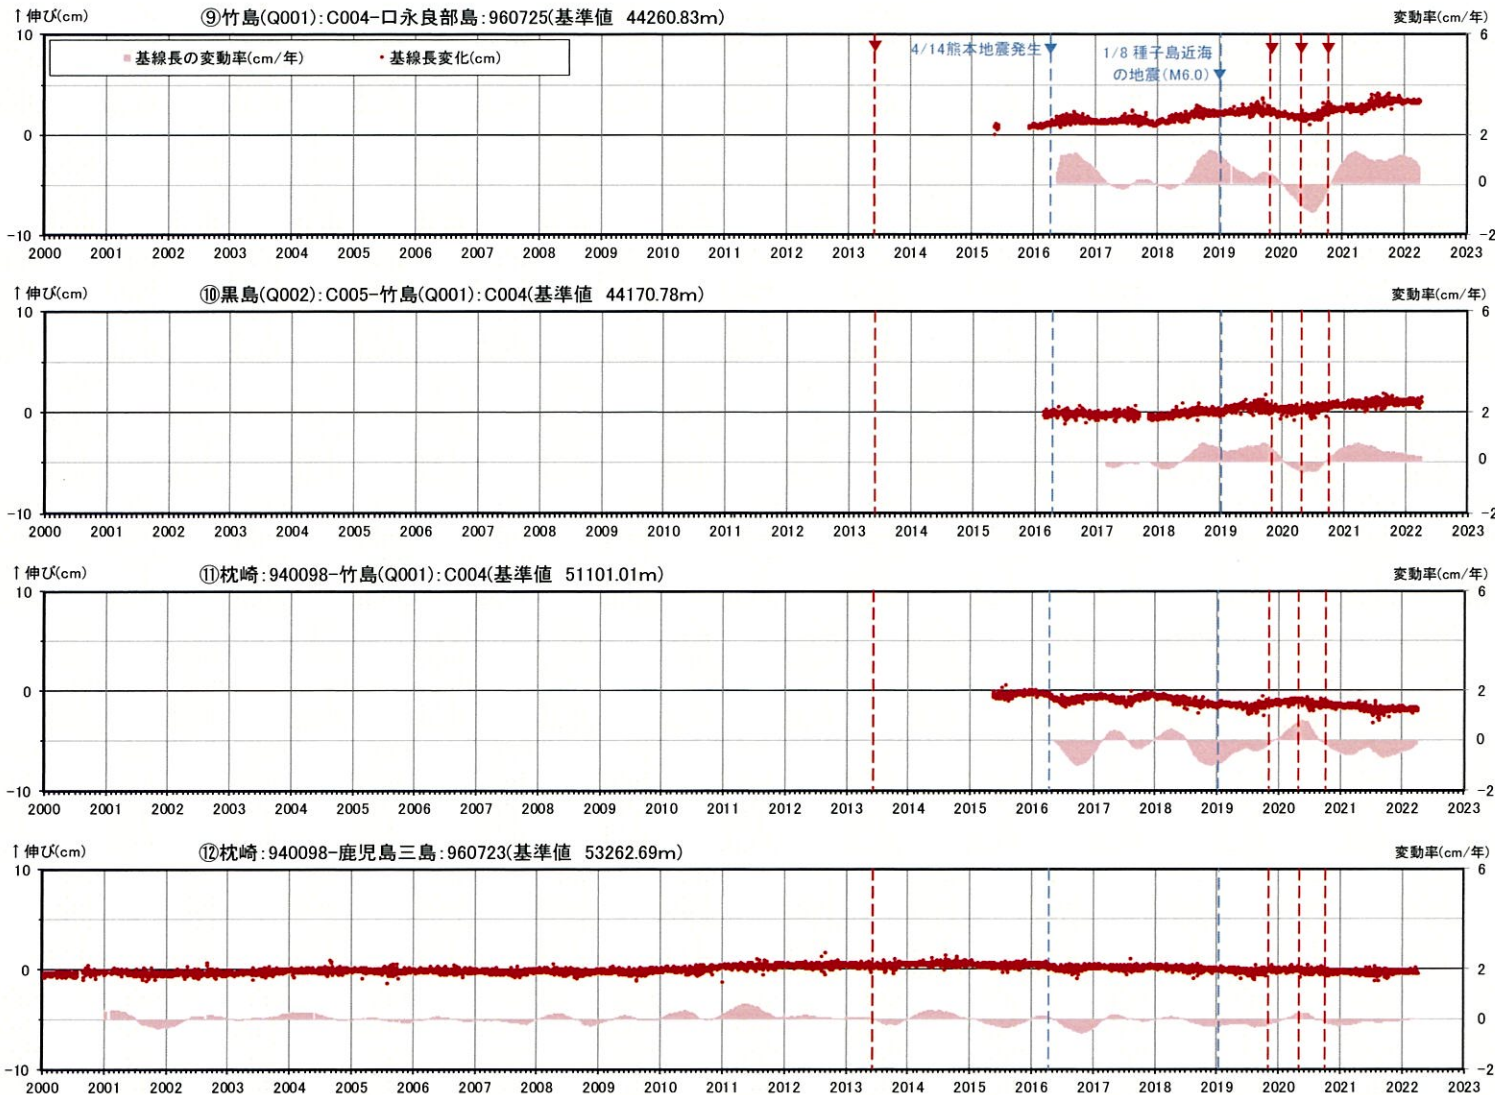 ↑伸び(cm) ⑨竹島(Q001):C004-口永良部島:960725(基準値 44260.83m) 変動率(cm/年)
10 6
基線長の変動率(cm/年) 基線長変化(cm)
4/14熊本地震発生
1/8 種子島近海
の地震(M6.0)
0 2
0
-10 -2
2000 2001 2002 2003 2004 2005 2006 2007 2008 2009 2010 2011 2012 2013 2014 2015 2016 2017 2018 2019 2020 2021 2022 2023
↑伸び(cm) ⑩黒島(Q002):C005-竹島(Q001):C004(基準値 44170.78m) 変動率(cm/年)
10 6
0 2
0
-10 -2
2000 2001 2002 2003 2004 2005 2006 2007 2008 2009 2010 2011 2012 2013 2014 2015 2016 2017 2018 2019 2020 2021 2022 2023
↑伸び(cm) ⑪枕崎:940098-竹島(Q001):C004(基準値 51101.01m) 変動率(cm/年)
10 6
0 2
0
-10 -2
2000 2001 2002 2003 2004 2005 2006 2007 2008 2009 2010 2011 2012 2013 2014 2015 2016 2017 2018 2019 2020 2021 2022 2023
↑伸び(cm) ⑫枕崎:940098-鹿児島三島:960723(基準値 53262.69m) 変動率(cm/年)
10 6
0 2
0
-10 -2
2000 2001 2002 2003 2004 2005 2006 2007 2008 2009 2010 2011 2012 2013 2014 2015 2016 2017 2018 2019 2020 2021 2022 2023